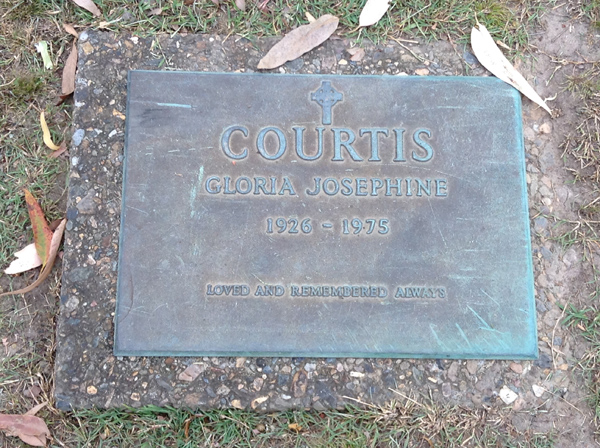 COURTIS
GLORIA JOSEPHINE
1926 - 1975
LOVED AND REMEMBERED ALWAYS